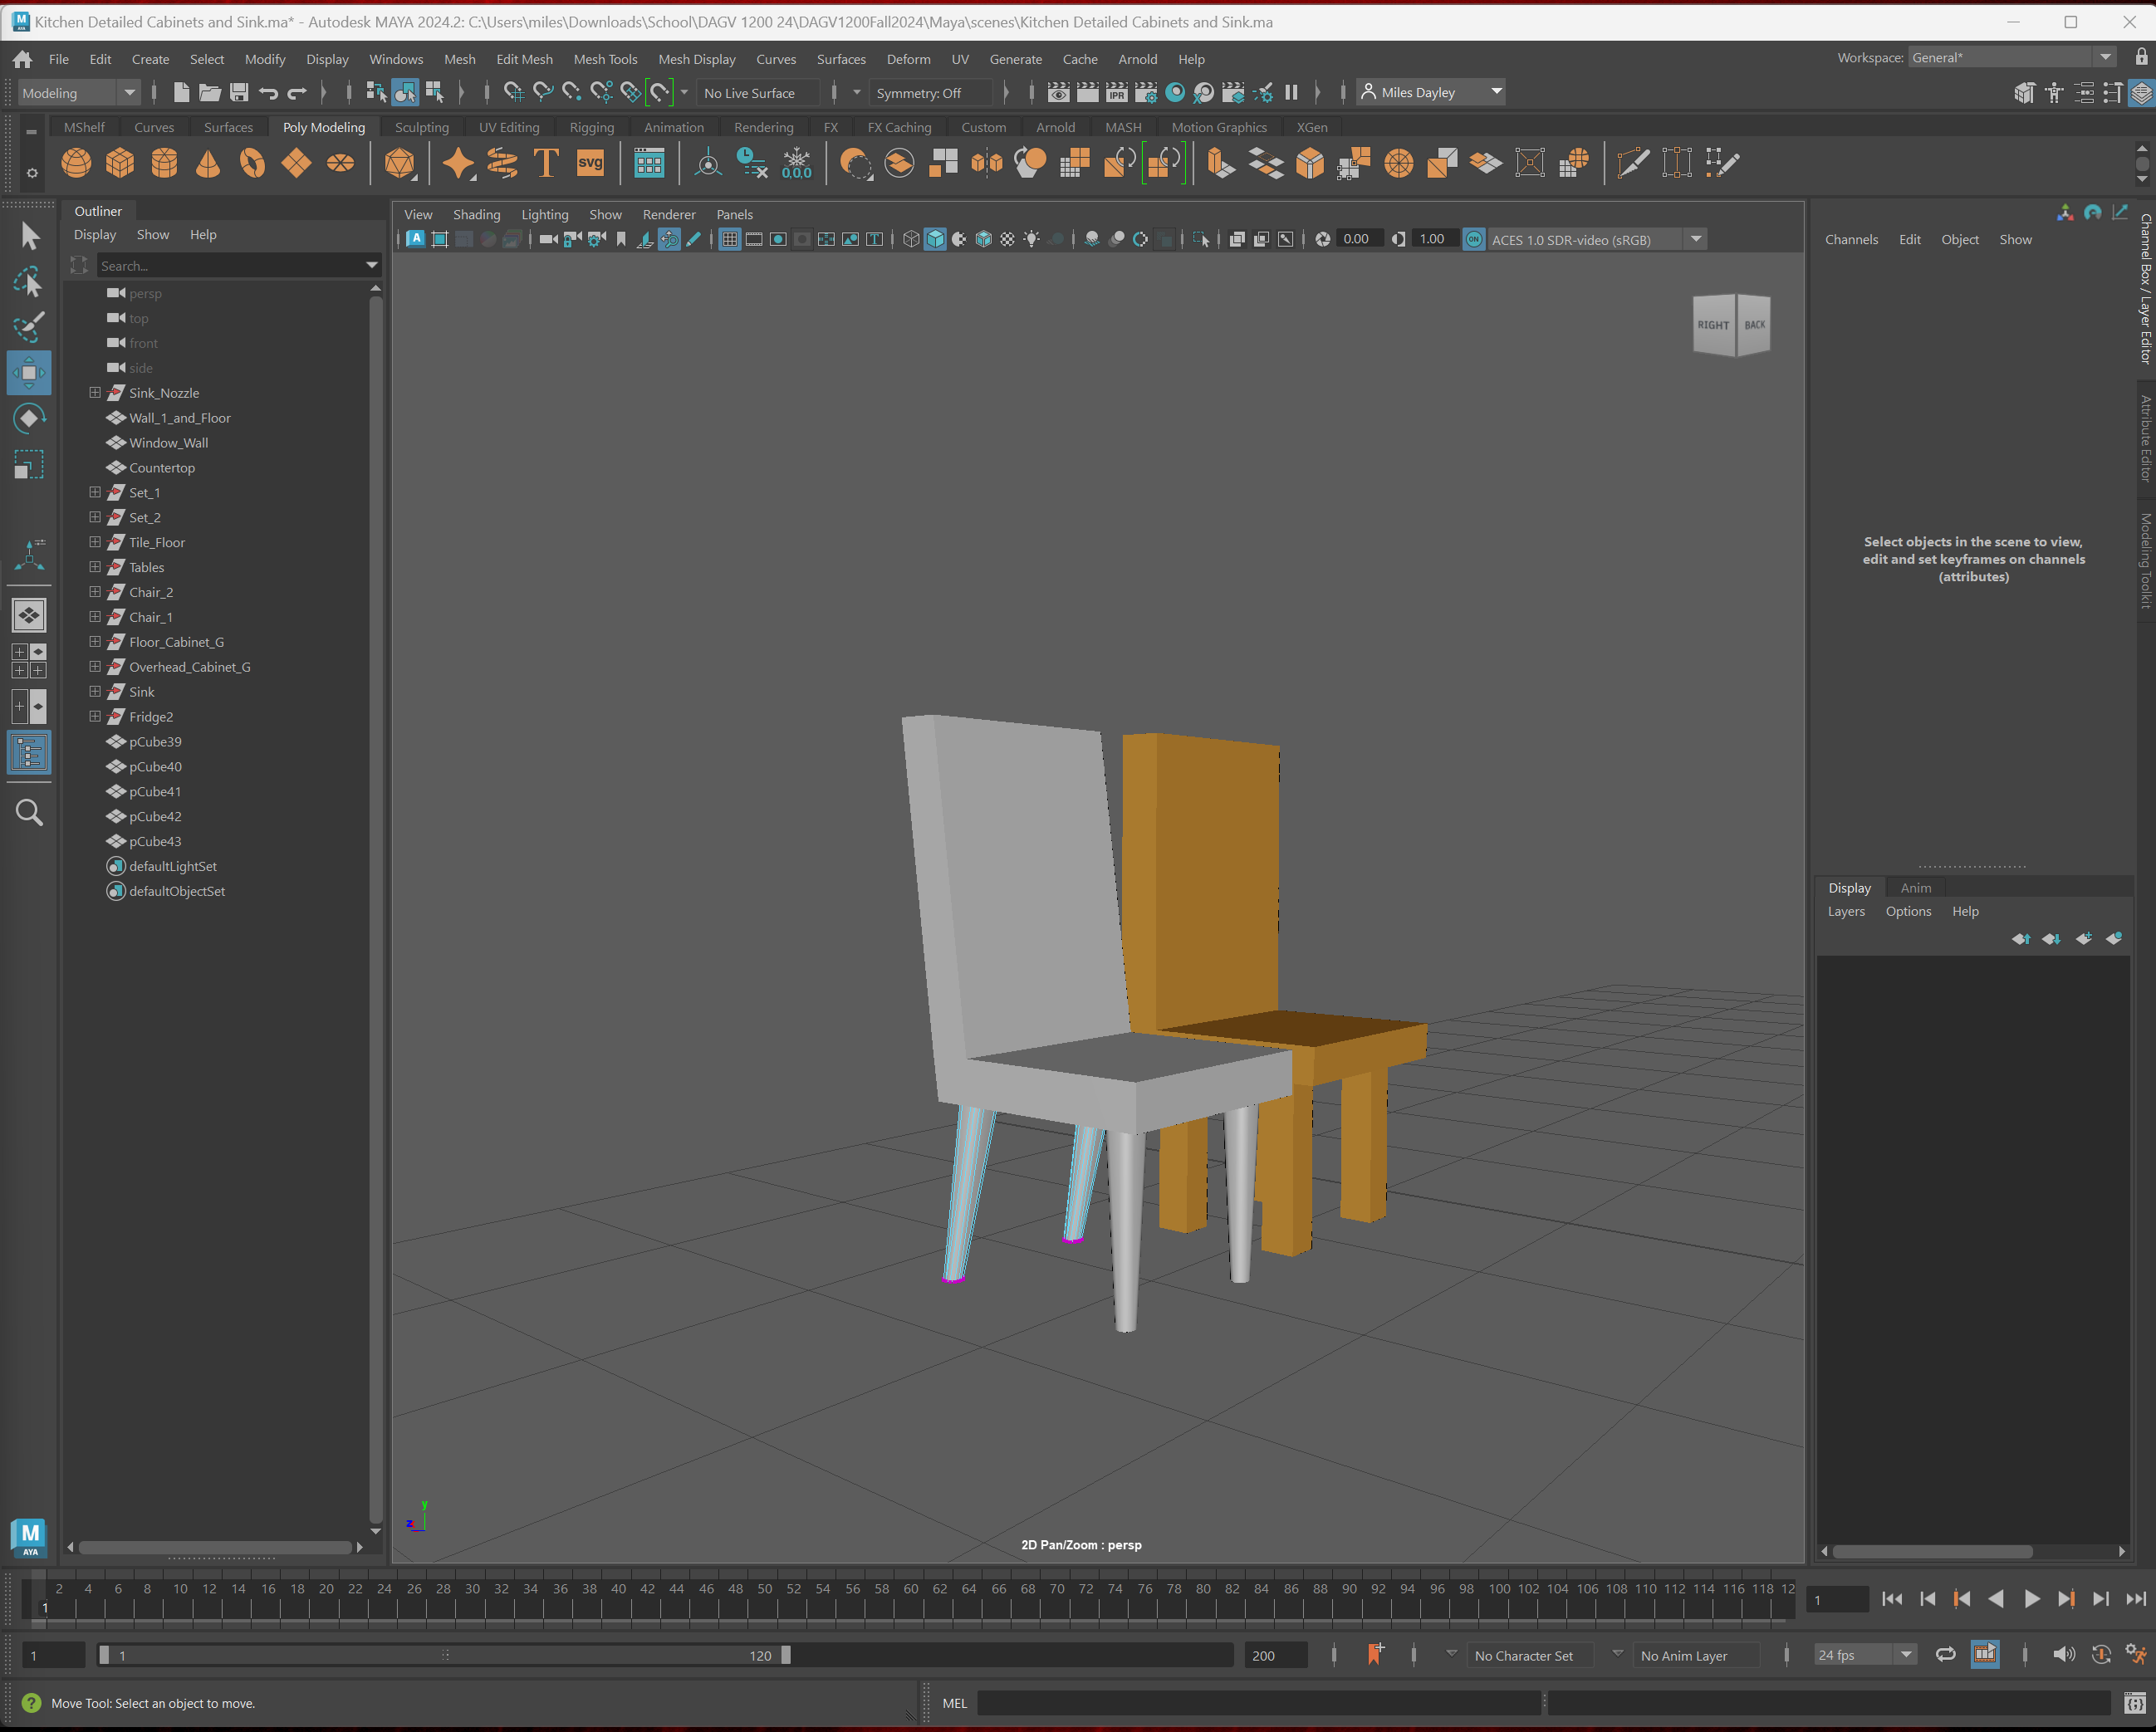 Kitchen Detailed Cabinets and Sink.ma* - Autodesk MAYA 2024.2: C:\Users\miles\Downloads\School\DAGV 1200 24\DAGV1200Fall2024\Maya\scenes\Kitchen Detailed Cabinets and Sink.ma
File Edit Create Select Modify Display Windows Mesh Edit Mesh Mesh Tools Mesh Display Curves Surfaces Deform UV Generate Cache Arnold Help Workspace: General*
Modeling No Live Surface Symmetry: Off IPR Miles Dayley
MShelf Curves Surfaces Poly Modeling Sculpting UV Editing Rigging Animation Rendering FX FX Caching Custom Arnold MASH Motion Graphics XGen
T svg 0,0,0
Outliner
Display Show Help
Search...
persp
top
front
side
Sink_Nozzle
Wall_1_and_Floor
Window_Wall
Countertop
Set_1
Set_2
Tile_Floor
Tables
Chair_2
Chair_1
Floor_Cabinet_G
Overhead_Cabinet_G
Sink
Fridge2
pCube39
pCube40
pCube41
pCube42
pCube43
defaultLightSet
defaultObjectSet
View Shading Lighting Show Renderer Panels
0.00 1.00 ON ACES 1.0 SDR-video (sRGB)
RIGHT BACK
y
z
2D Pan/Zoom : persp
Channels Edit Object Show
Select objects in the scene to view,
edit and set keyframes on channels
(attributes)
Channel Box / Layer Editor
Attribute Editor
Modeling Toolkit
Display Anim
Layers Options Help
M
AYA
2 4 6 8 10 12 14 16 18 20 22 24 26 28 30 32 34 36 38 40 42 44 46 48 50 52 54 56 58 60 62 64 66 68 70 72 74 76 78 80 82 84 86 88 90 92 94 96 98 100 102 104 106 108 110 112 114 116 118 12
1 1
1 1 120 200 No Character Set No Anim Layer 24 fps
Move Tool: Select an object to move. MEL